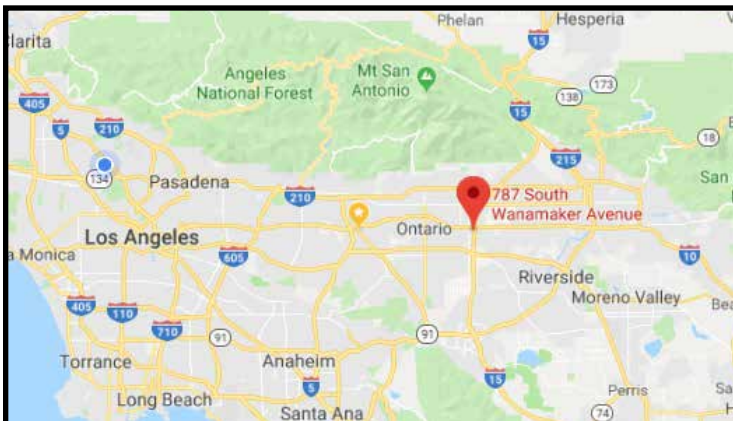 Phelan
Hesperia
Clarita
15
Angeles
National Forest
Mt San
Antonio
405
138
173
5
210
15
18
215
134
Pasadena
210
San
787 South
Wanamaker Avenue
Ontario
Los Angeles
a Monica
605
10
Riverside
405
110
710
Moreno Valley
Bea
91
91
Torrance
Anaheim
15
5
Perris
Sa
Long Beach
Santa Ana
74
H